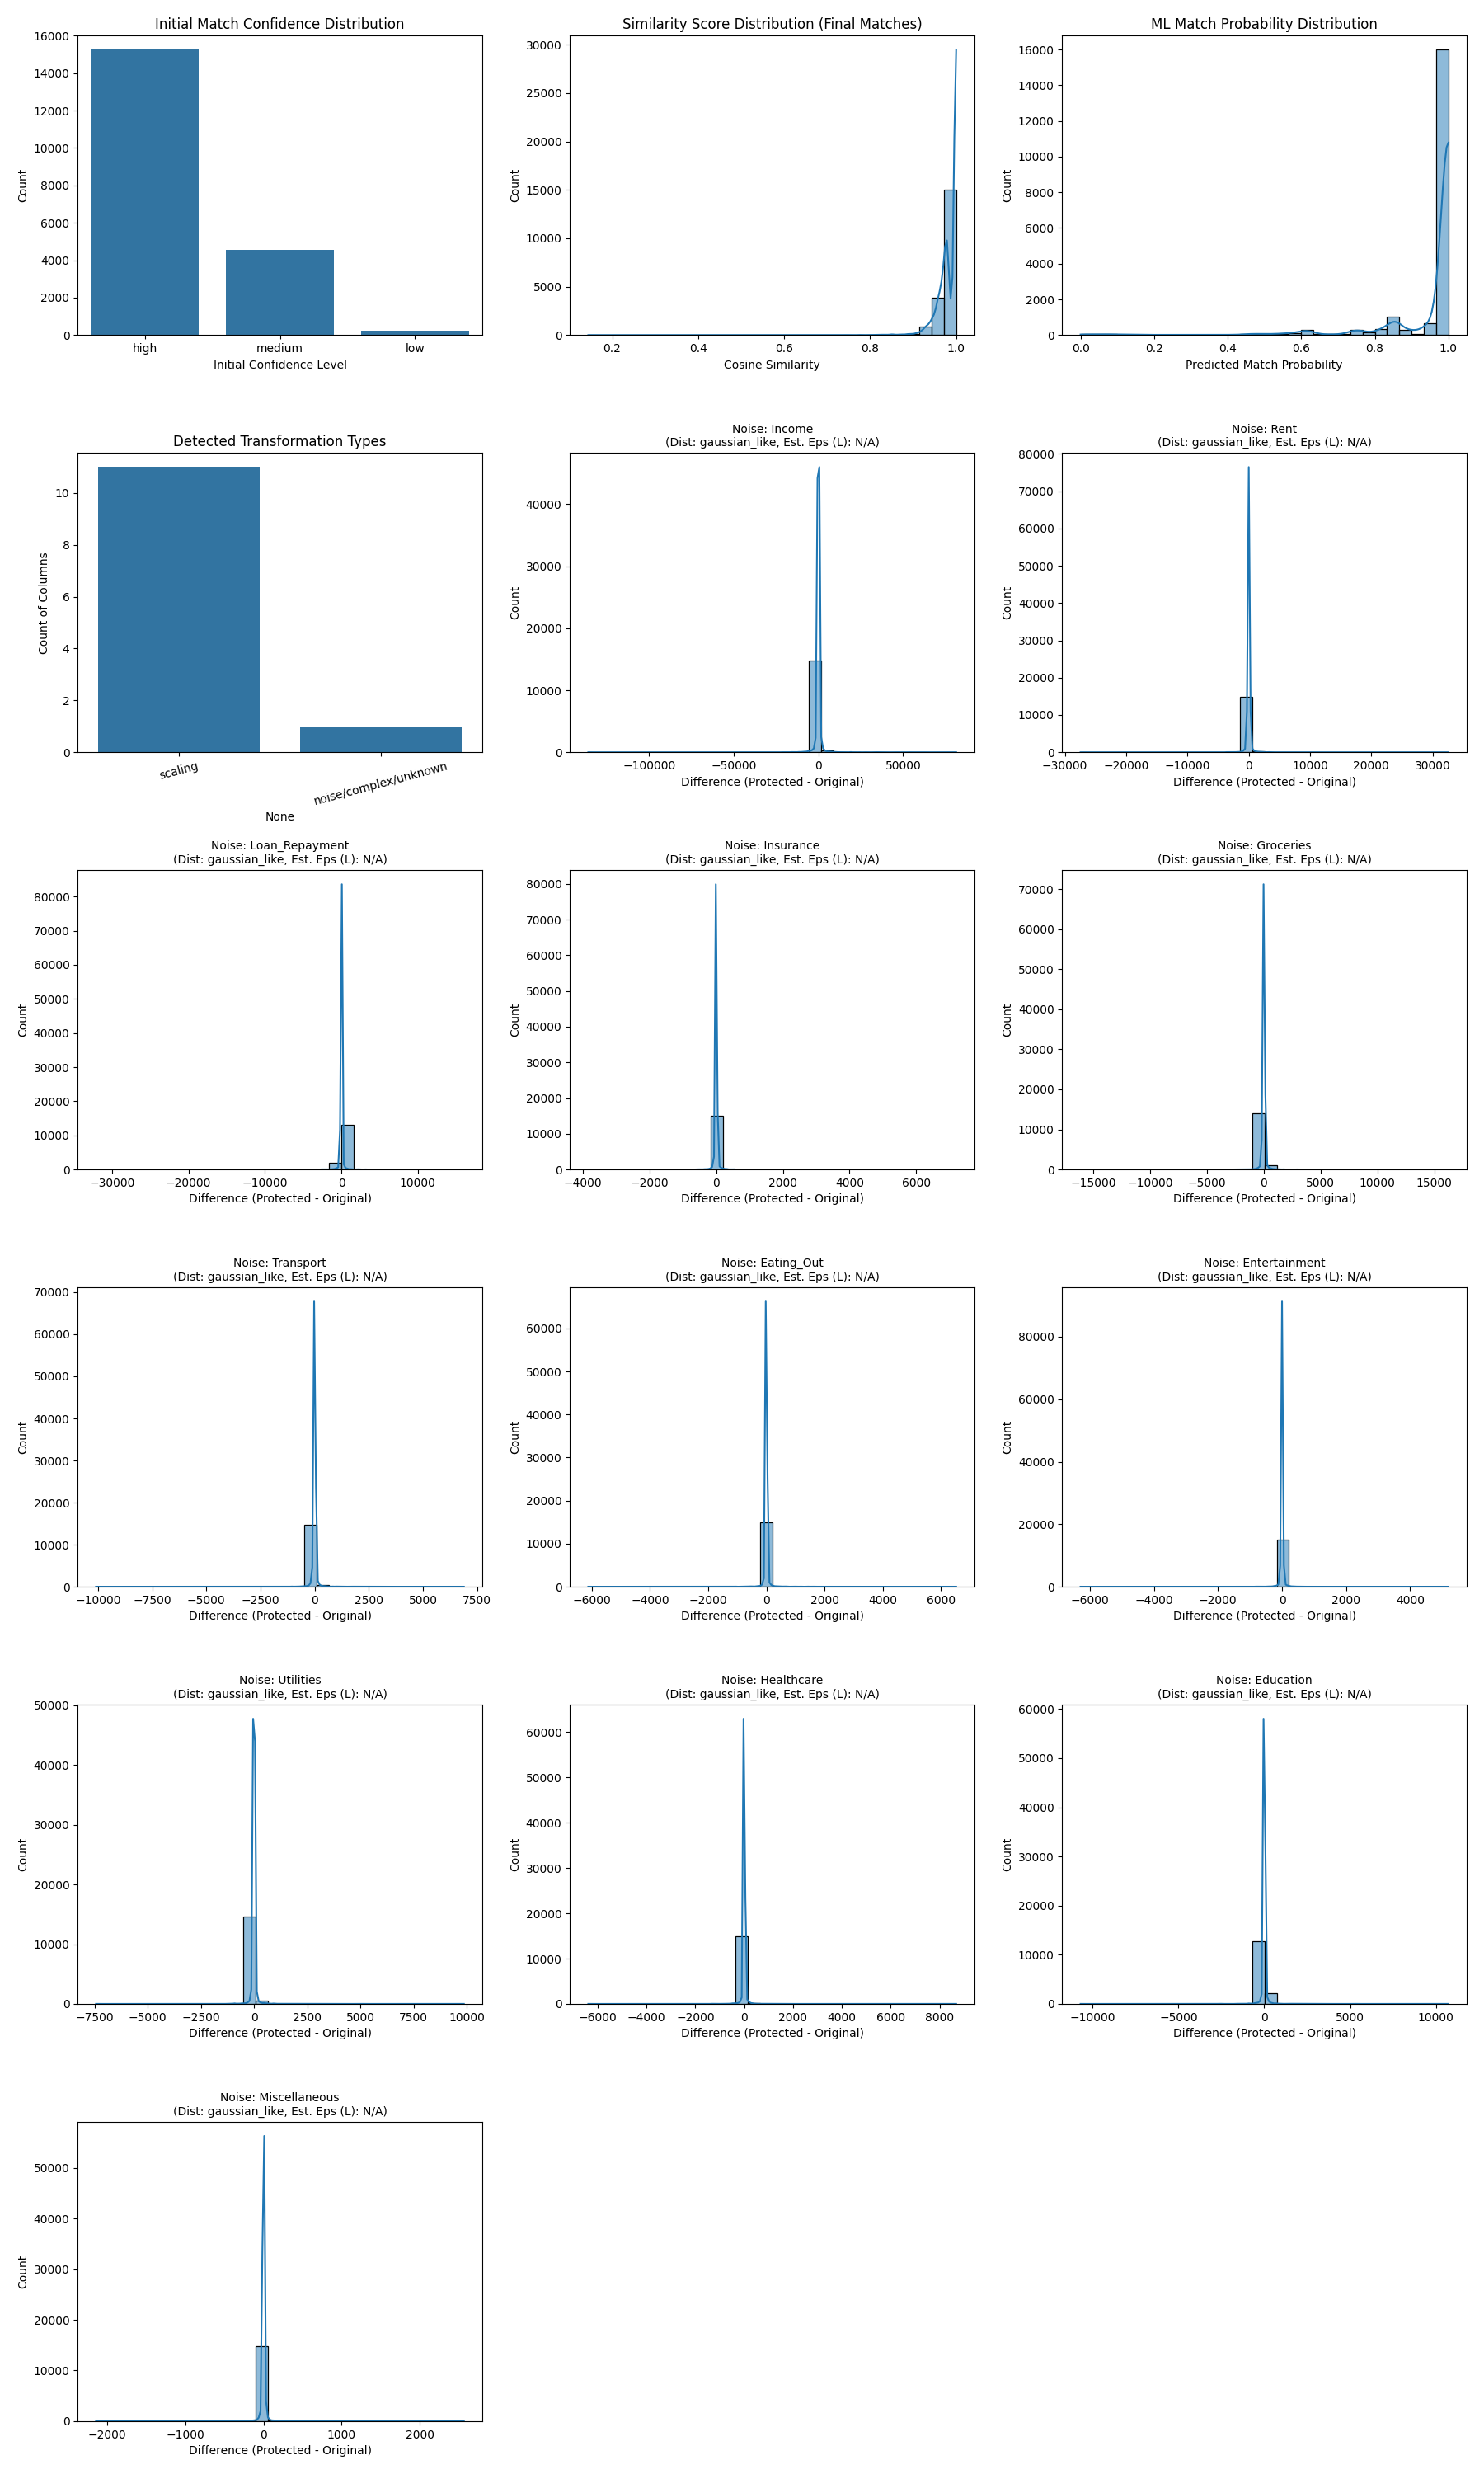 Initial Match Confidence Distribution
Count
16000
14000
12000
10000
8000
6000
4000
2000
0
high medium low
Initial Confidence Level
Similarity Score Distribution (Final Matches)
Count
30000
25000
20000
15000
10000
5000
0
0.2 0.4 0.6 0.8 1.0
Cosine Similarity
ML Match Probability Distribution
Count
16000
14000
12000
10000
8000
6000
4000
2000
0
0.0 0.2 0.4 0.6 0.8 1.0
Predicted Match Probability
Detected Transformation Types
Count of Columns
10
8
6
4
2
0
scaling noise/complex/unknown
None
Noise: Income
(Dist: gaussian_like, Est. Eps (L): N/A)
Count
40000
30000
20000
10000
0
−100000 −50000 0 50000
Difference (Protected - Original)
Noise: Rent
(Dist: gaussian_like, Est. Eps (L): N/A)
Count
80000
70000
60000
50000
40000
30000
20000
10000
0
−30000 −20000 −10000 0 10000 20000 30000
Difference (Protected - Original)
Noise: Loan_Repayment
(Dist: gaussian_like, Est. Eps (L): N/A)
Count
80000
70000
60000
50000
40000
30000
20000
10000
0
−30000 −20000 −10000 0 10000
Difference (Protected - Original)
Noise: Insurance
(Dist: gaussian_like, Est. Eps (L): N/A)
Count
80000
70000
60000
50000
40000
30000
20000
10000
0
−4000 −2000 0 2000 4000 6000
Difference (Protected - Original)
Noise: Groceries
(Dist: gaussian_like, Est. Eps (L): N/A)
Count
70000
60000
50000
40000
30000
20000
10000
0
−15000 −10000 −5000 0 5000 10000 15000
Difference (Protected - Original)
Noise: Transport
(Dist: gaussian_like, Est. Eps (L): N/A)
Count
70000
60000
50000
40000
30000
20000
10000
0
−10000 −7500 −5000 −2500 0 2500 5000 7500
Difference (Protected - Original)
Noise: Eating_Out
(Dist: gaussian_like, Est. Eps (L): N/A)
Count
60000
50000
40000
30000
20000
10000
0
−6000 −4000 −2000 0 2000 4000 6000
Difference (Protected - Original)
Noise: Entertainment
(Dist: gaussian_like, Est. Eps (L): N/A)
Count
80000
60000
40000
20000
0
−6000 −4000 −2000 0 2000 4000
Difference (Protected - Original)
Noise: Utilities
(Dist: gaussian_like, Est. Eps (L): N/A)
Count
50000
40000
30000
20000
10000
0
−7500 −5000 −2500 0 2500 5000 7500 10000
Difference (Protected - Original)
Noise: Healthcare
(Dist: gaussian_like, Est. Eps (L): N/A)
Count
60000
50000
40000
30000
20000
10000
0
−6000 −4000 −2000 0 2000 4000 6000 8000
Difference (Protected - Original)
Noise: Education
(Dist: gaussian_like, Est. Eps (L): N/A)
Count
60000
50000
40000
30000
20000
10000
0
−10000 −5000 0 5000 10000
Difference (Protected - Original)
Noise: Miscellaneous
(Dist: gaussian_like, Est. Eps (L): N/A)
Count
50000
40000
30000
20000
10000
0
−2000 −1000 0 1000 2000
Difference (Protected - Original)